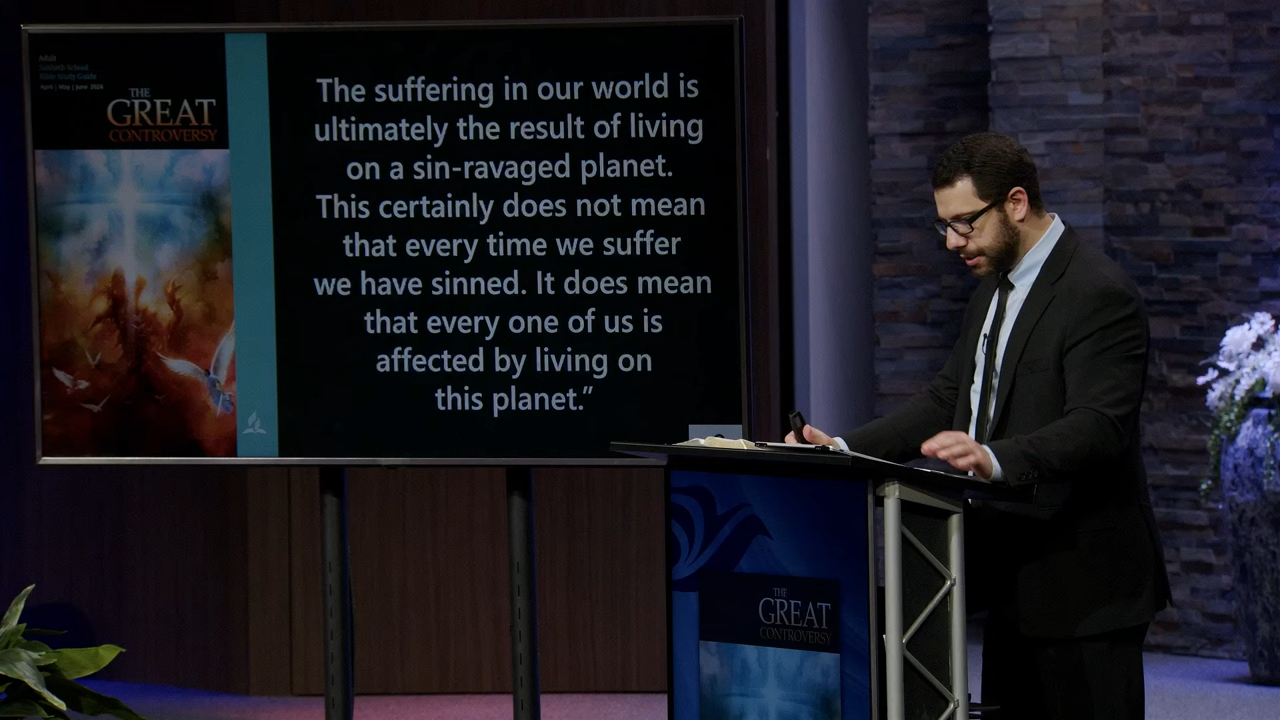 Adult
Sabbath School
Bible Study Guide
April | May | June 2024
THE
GREAT
CONTROVERSY
The suffering in our world is
ultimately the result of living
on a sin-ravaged planet.
This certainly does not mean
that every time we suffer
we have sinned. It does mean
that every one of us is
affected by living on
this planet.”
THE
GREAT
CONTROVERSY